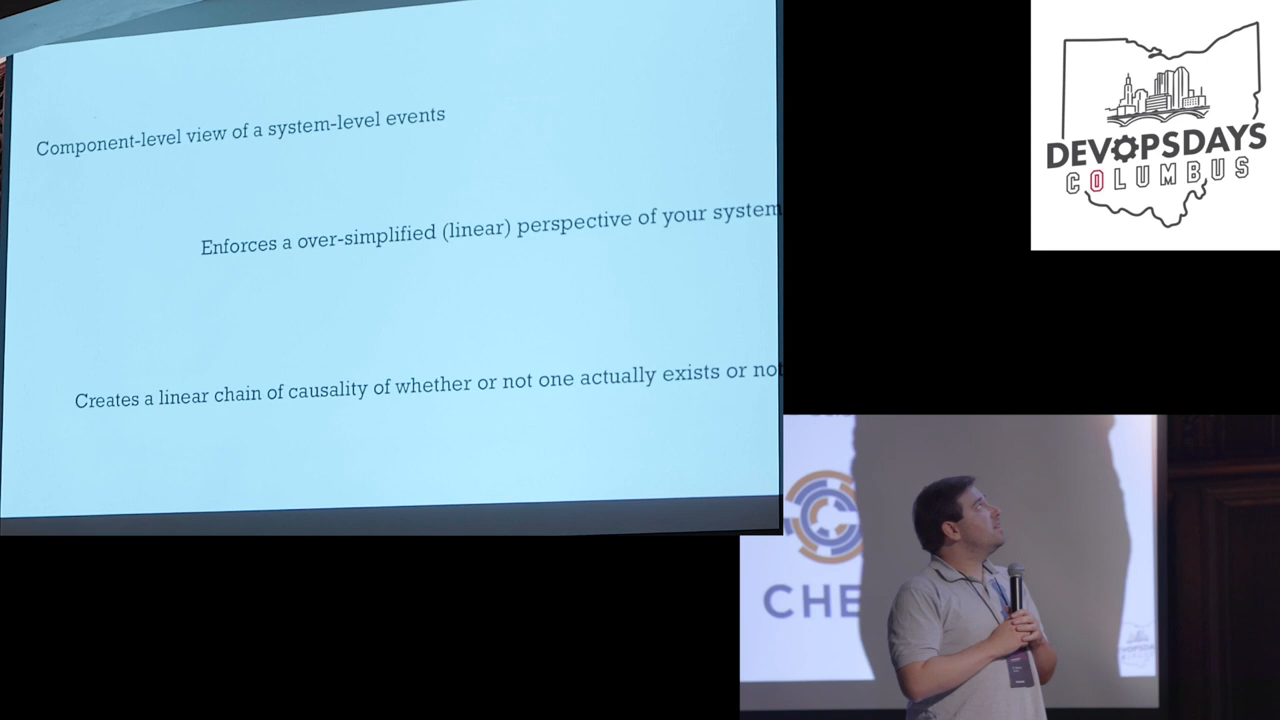 Component-level view of a system-level events
Enforces a over-simplified (linear) perspective of your system
Creates a linear chain of causality of whether or not one actually exists or not
DEVOPSDAYS
COLUMBUS
CHE